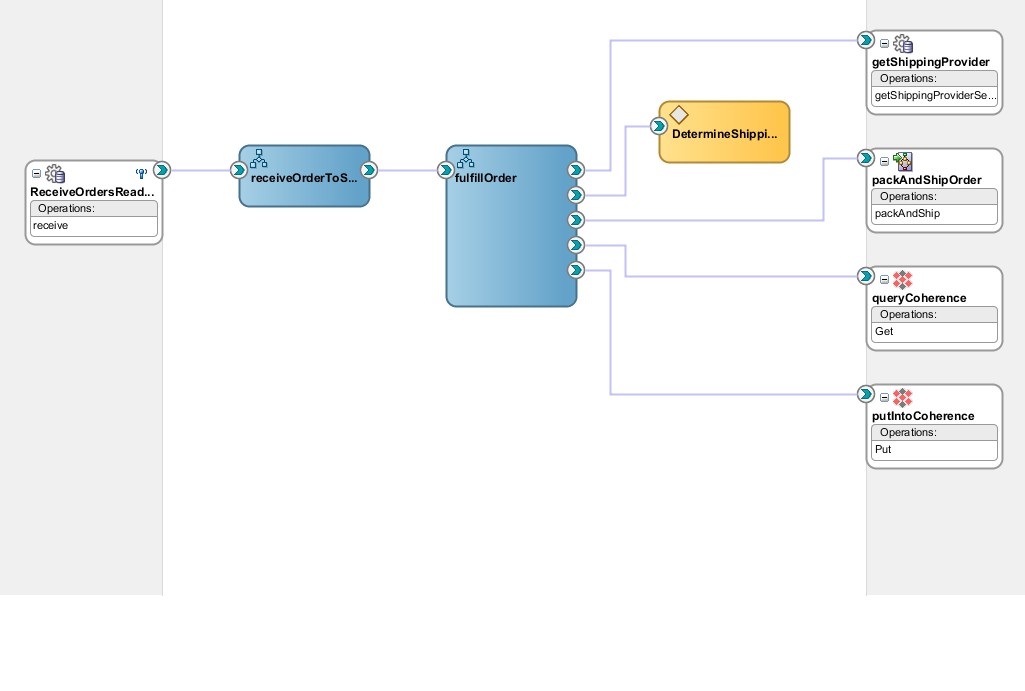 ReceiveOrdersRead...
Operations:
receive
receiveOrderToS...
fulfillOrder
DetermineShippi...
getShippingProvider
Operations:
getShippingProviderSe...
packAndShipOrder
Operations:
packAndShip
queryCoherence
Operations:
Get
putIntoCoherence
Operations:
Put